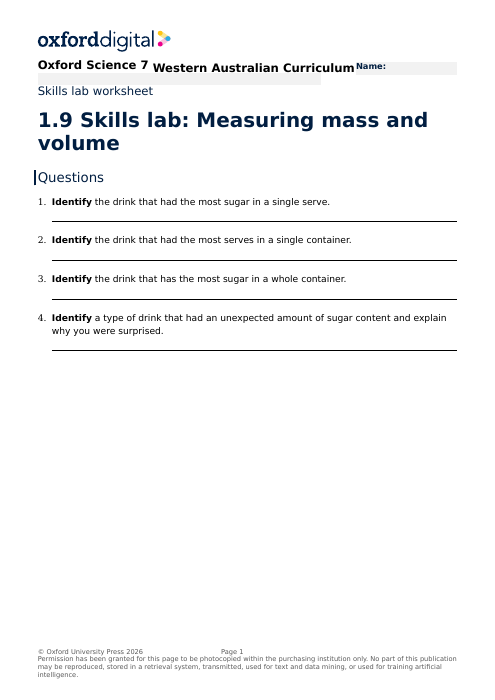 oxforddigital
Oxford Science 7 Western Australian Curriculum Name:
Skills lab worksheet
1.9 Skills lab: Measuring mass and
volume
Questions
1. Identify the drink that had the most sugar in a single serve.
2. Identify the drink that had the most serves in a single container.
3. Identify the drink that has the most sugar in a whole container.
4. Identify a type of drink that had an unexpected amount of sugar content and explain
why you were surprised.
© Oxford University Press 2026 Page 1
Permission has been granted for this page to be photocopied within the purchasing institution only. No part of this publication
may be reproduced, stored in a retrieval system, transmitted, used for text and data mining, or used for training artificial
intelligence.